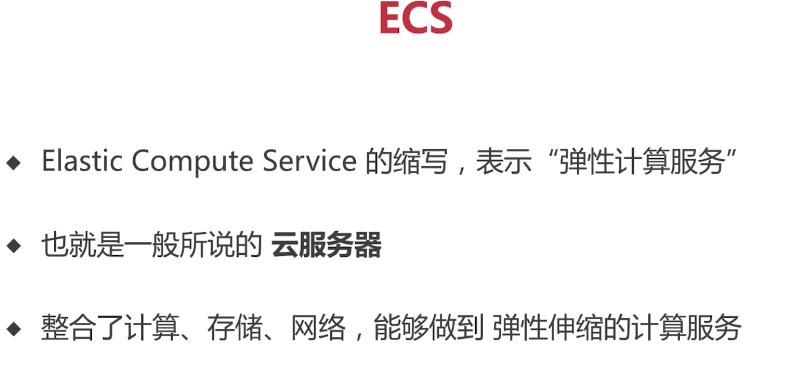 ECS
◆ Elastic Compute Service 的缩写，表示“弹性计算服务”
◆ 也就是一般所说的 云服务器
◆ 整合了计算、存储、网络，能够做到 弹性伸缩的计算服务